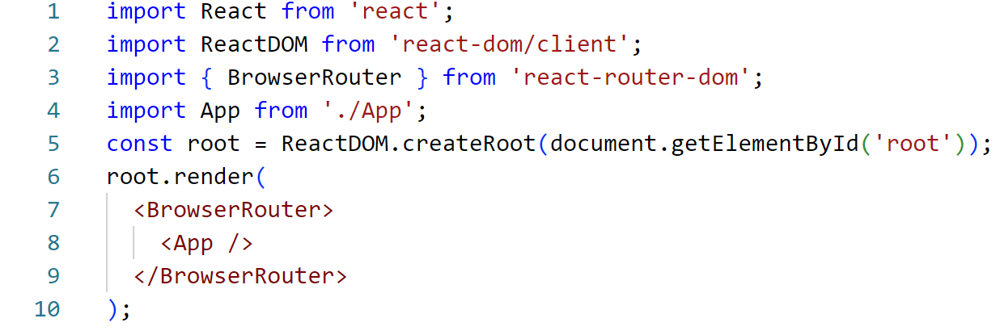 1 import React from 'react';
2 import ReactDOM from 'react-dom/client';
3 import { BrowserRouter } from 'react-router-dom';
4 import App from './App';
5 const root = ReactDOM.createRoot(document.getElementById('root'));
6 root.render(
7   <BrowserRouter>
8     <App />
9   </BrowserRouter>
10 );